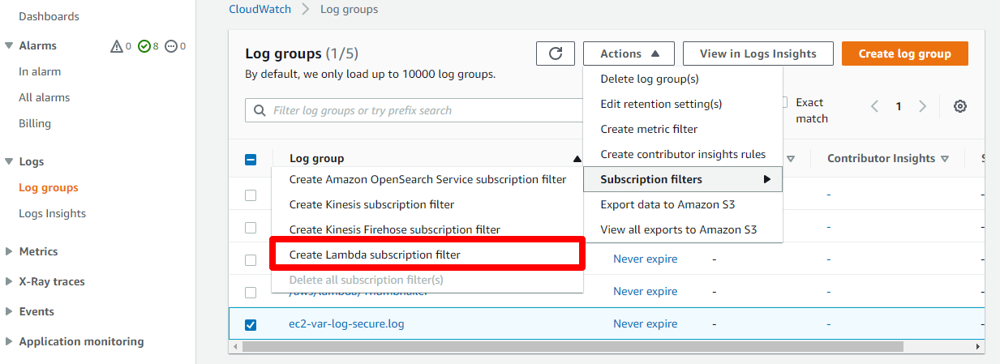 Dashboards
Alarms 0 8 0
In alarm
All alarms
Billing
Logs
Log groups
Logs Insights
Metrics
X-Ray traces
Events
Application monitoring
CloudWatch > Log groups
Log groups (1/5)
By default, we only load up to 10000 log groups.
Actions
View in Logs Insights
Create log group
Filter log groups or try prefix search
Exact
match
1
Delete log group(s)
Edit retention setting(s)
Create metric filter
Create contributor insights rules
Subscription filters
Export data to Amazon S3
View all exports to Amazon S3
Log group
Contributor Insights
Create Amazon OpenSearch Service subscription filter
Create Kinesis subscription filter
Create Kinesis Firehose subscription filter
Create Lambda subscription filter
Delete all subscription filter(s)
- -
- -
Never expire - - -
Never expire - - -
ec2-var-log-secure.log Never expire - - -